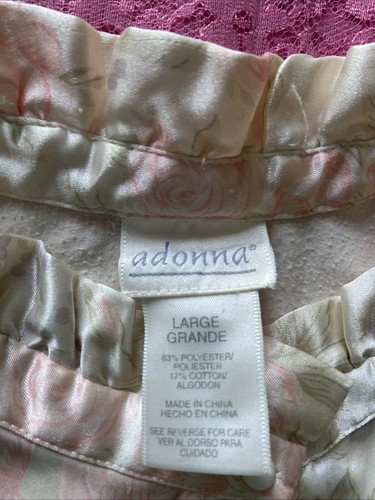 adonna®
LARGE
GRANDE
83% POLYESTER/
POLIESTER
17% COTTON/
ALGODON
MADE IN CHINA
HECHO EN CHINA
SEE REVERSE FOR CARE
VER AL DORSO PARA
CUIDADO